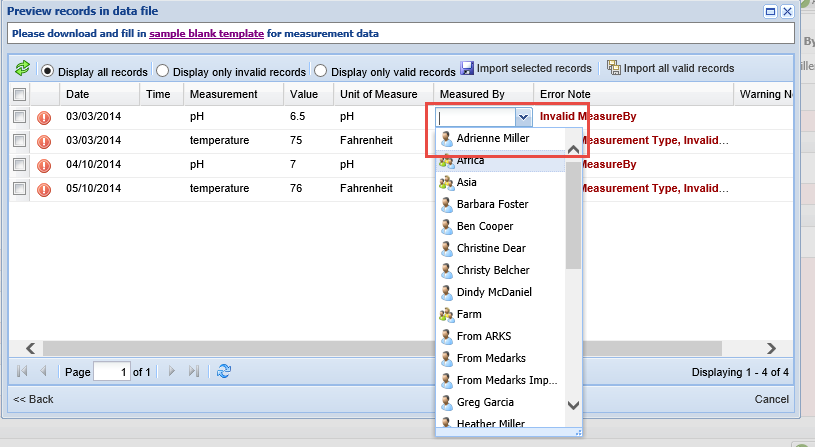 Preview records in data file
Please download and fill in sample blank template for measurement data
Display all records Display only invalid records Display only valid records Import selected records Import all valid records
Date Time Measurement Value Unit of Measure Measured By Error Note Warning No
03/03/2014 pH 6.5 pH Invalid MeasureBy
03/03/2014 temperature 75 Fahrenheit Measurement Type, Invalid...
04/10/2014 pH 7 pH MeasureBy
05/10/2014 temperature 76 Fahrenheit Measurement Type, Invalid...
Adrienne Miller
Africa
Asia
Barbara Foster
Ben Cooper
Christine Dear
Christy Belcher
Dindy McDaniel
Farm
From ARKS
From Medarks
From Medarks Imp...
Greg Garcia
Heather Miller
Page 1 of 1 Displaying 1 - 4 of 4
<< Back Cancel
By